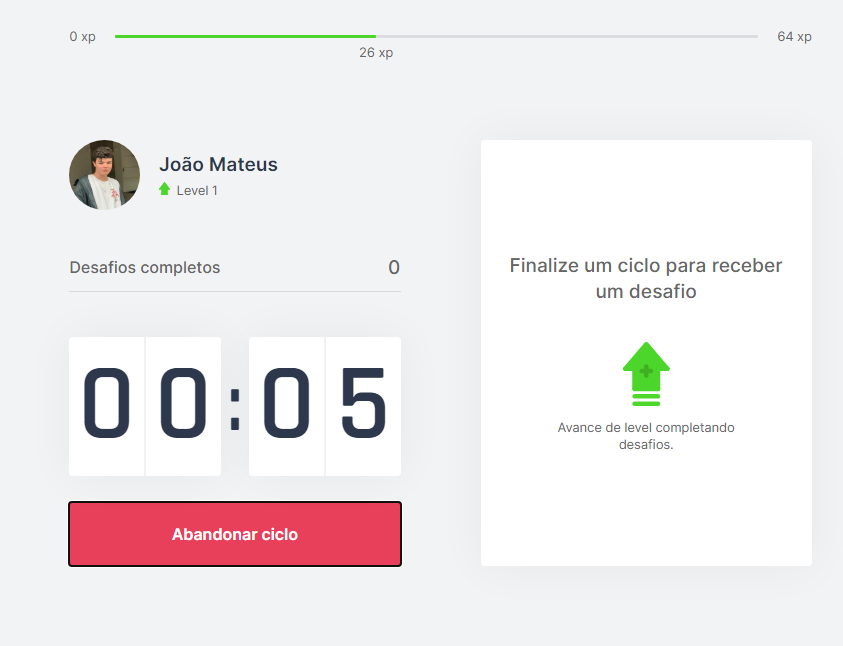 0 xp
64 xp
26 xp
João Mateus
Level 1
Desafios completos
0
00:05
Abandonar ciclo
Finalize um ciclo para receber
um desafio
Avance de level completando
desafios.